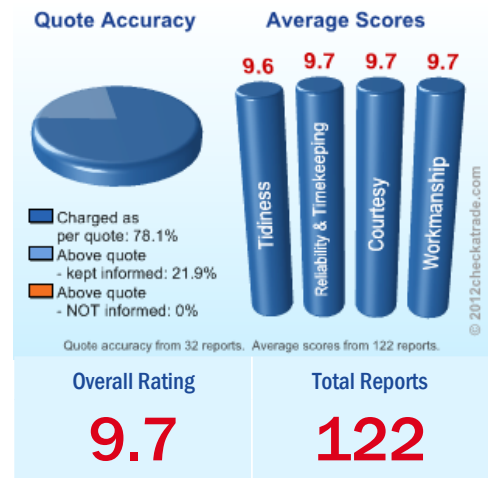 Quote Accuracy
Average Scores
9.6
9.7
9.7
9.7
Tidiness
Reliability & Timekeeping
Courtesy
Workmanship
Charged as
per quote: 78.1%
Above quote
- kept informed: 21.9%
Above quote
- NOT informed: 0%
© 2012checkatrade.com
Quote accuracy from 32 reports. Average scores from 122 reports.
Overall Rating
9.7
Total Reports
122